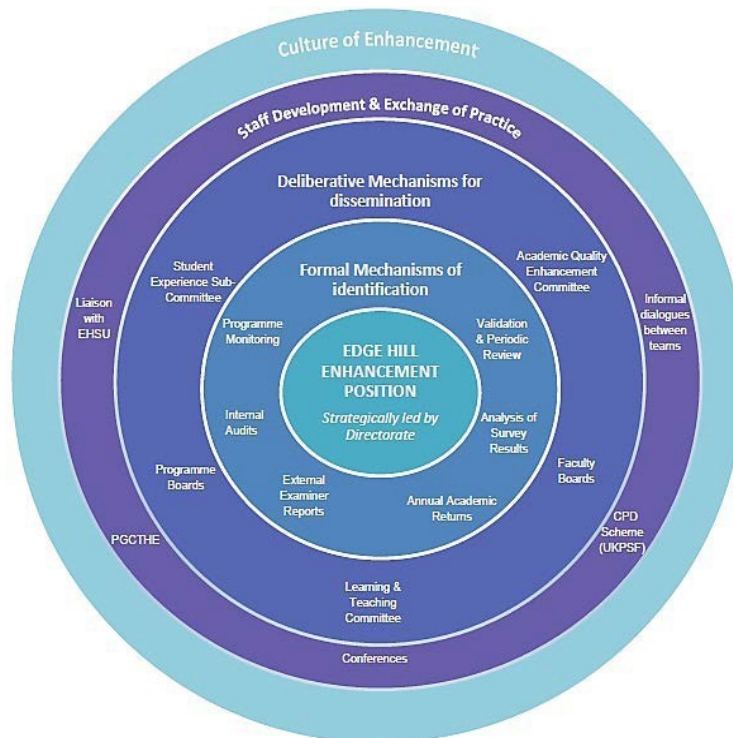 Culture of Enhancement
Staff Development & Exchange of Practice
Deliberative Mechanisms for
dissemination
Student
Experience Sub-
Committee
Academic Quality
Enhancement
Committee
Formal Mechanisms of
identification
Liaison
with
EHSU
Informal
dialogues
between
teams
Programme
Monitoring
Validation
& Periodic
Review
EDGE HILL
ENHANCEMENT
POSITION
Strategically led by
Directorate
Internal
Audits
Analysis of
Survey
Results
Programme
Boards
External
Examiner
Reports
Annual Academic
Returns
Faculty
Boards
PGCTHE
CPD
Scheme
(UKPSF)
Learning &
Teaching
Committee
Conferences